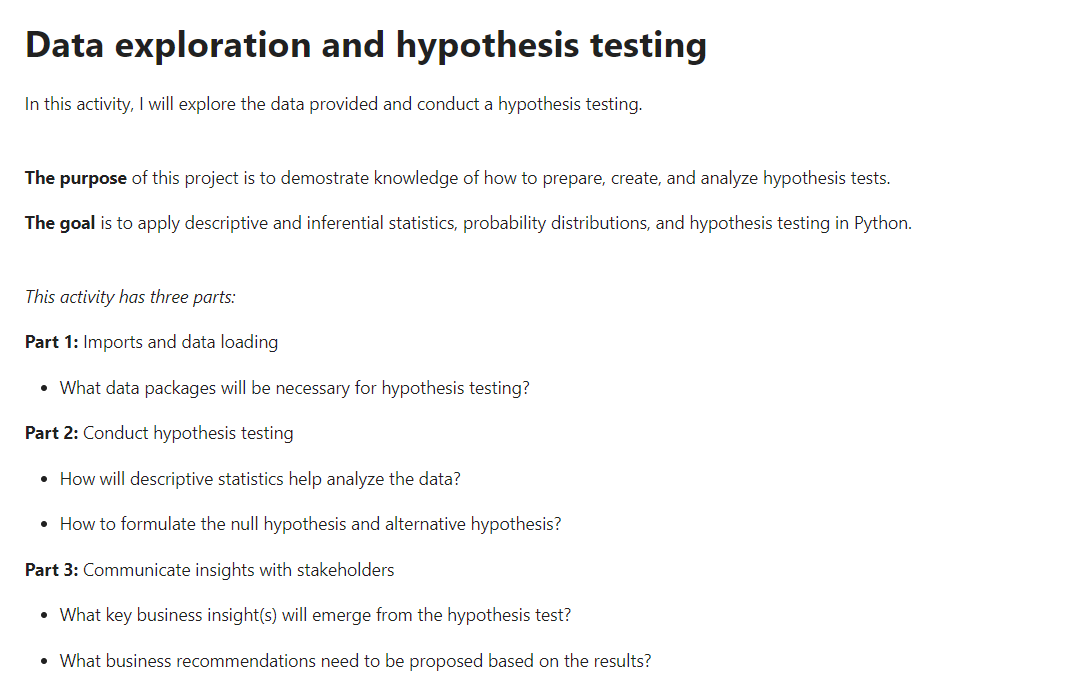 Data exploration and hypothesis testing
In this activity, I will explore the data provided and conduct a hypothesis testing.
The purpose of this project is to demostrate knowledge of how to prepare, create, and analyze hypothesis tests.
The goal is to apply descriptive and inferential statistics, probability distributions, and hypothesis testing in Python.
This activity has three parts:
Part 1: Imports and data loading
• What data packages will be necessary for hypothesis testing?
Part 2: Conduct hypothesis testing
• How will descriptive statistics help analyze the data?
• How to formulate the null hypothesis and alternative hypothesis?
Part 3: Communicate insights with stakeholders
• What key business insight(s) will emerge from the hypothesis test?
• What business recommendations need to be proposed based on the results?